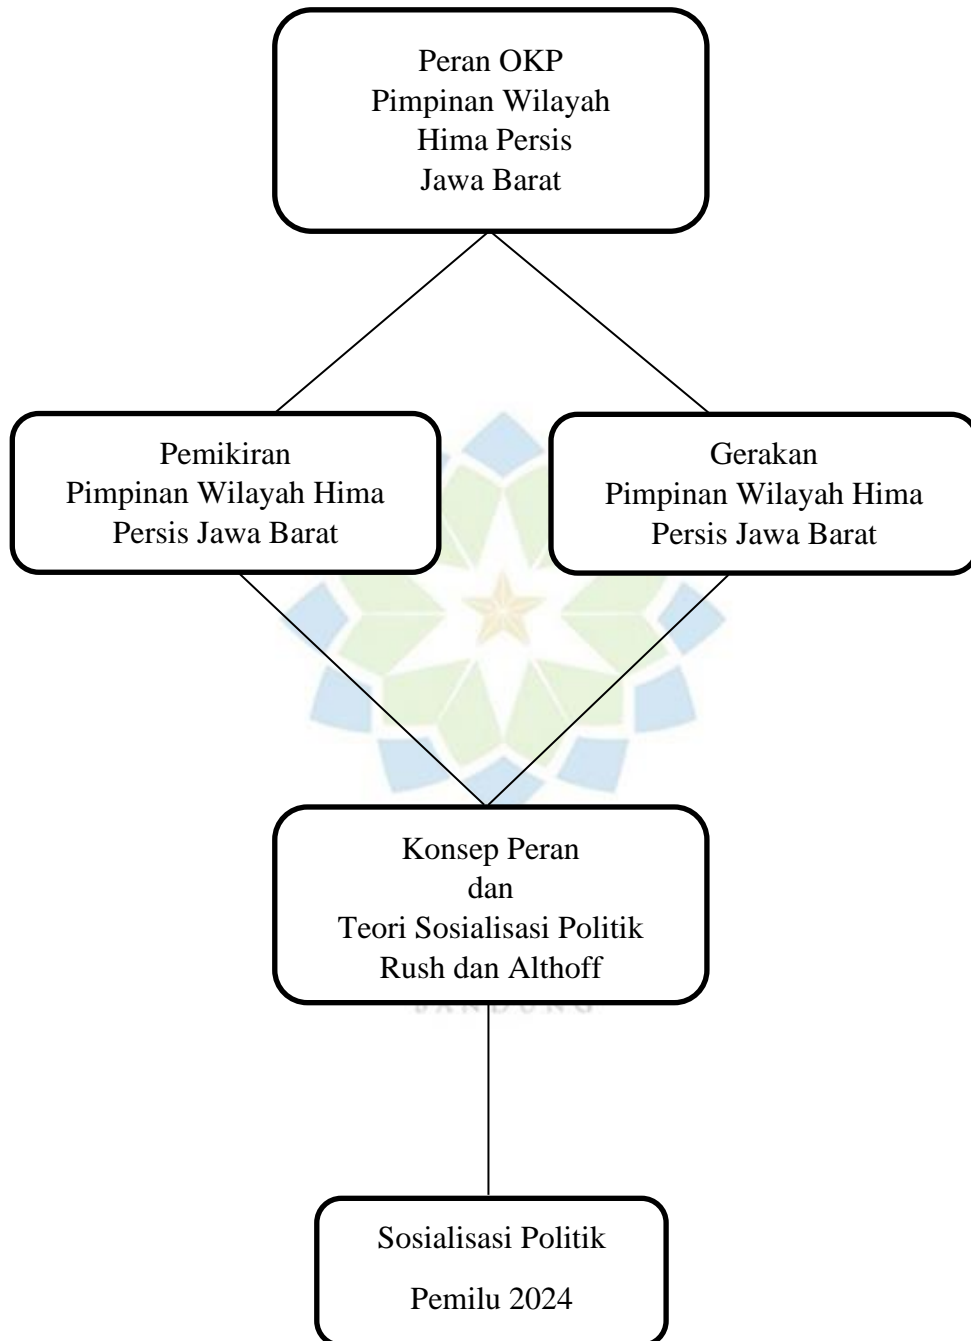 Peran OKP
Pimpinan Wilayah
Hima Persis
Jawa Barat
Pemikiran
Pimpinan Wilayah Hima
Persis Jawa Barat
Gerakan
Pimpinan Wilayah Hima
Persis Jawa Barat
Konsep Peran
dan
Teori Sosialisasi Politik
Rush dan Althoff
BANDUNG
Sosialisasi Politik
Pemilu 2024